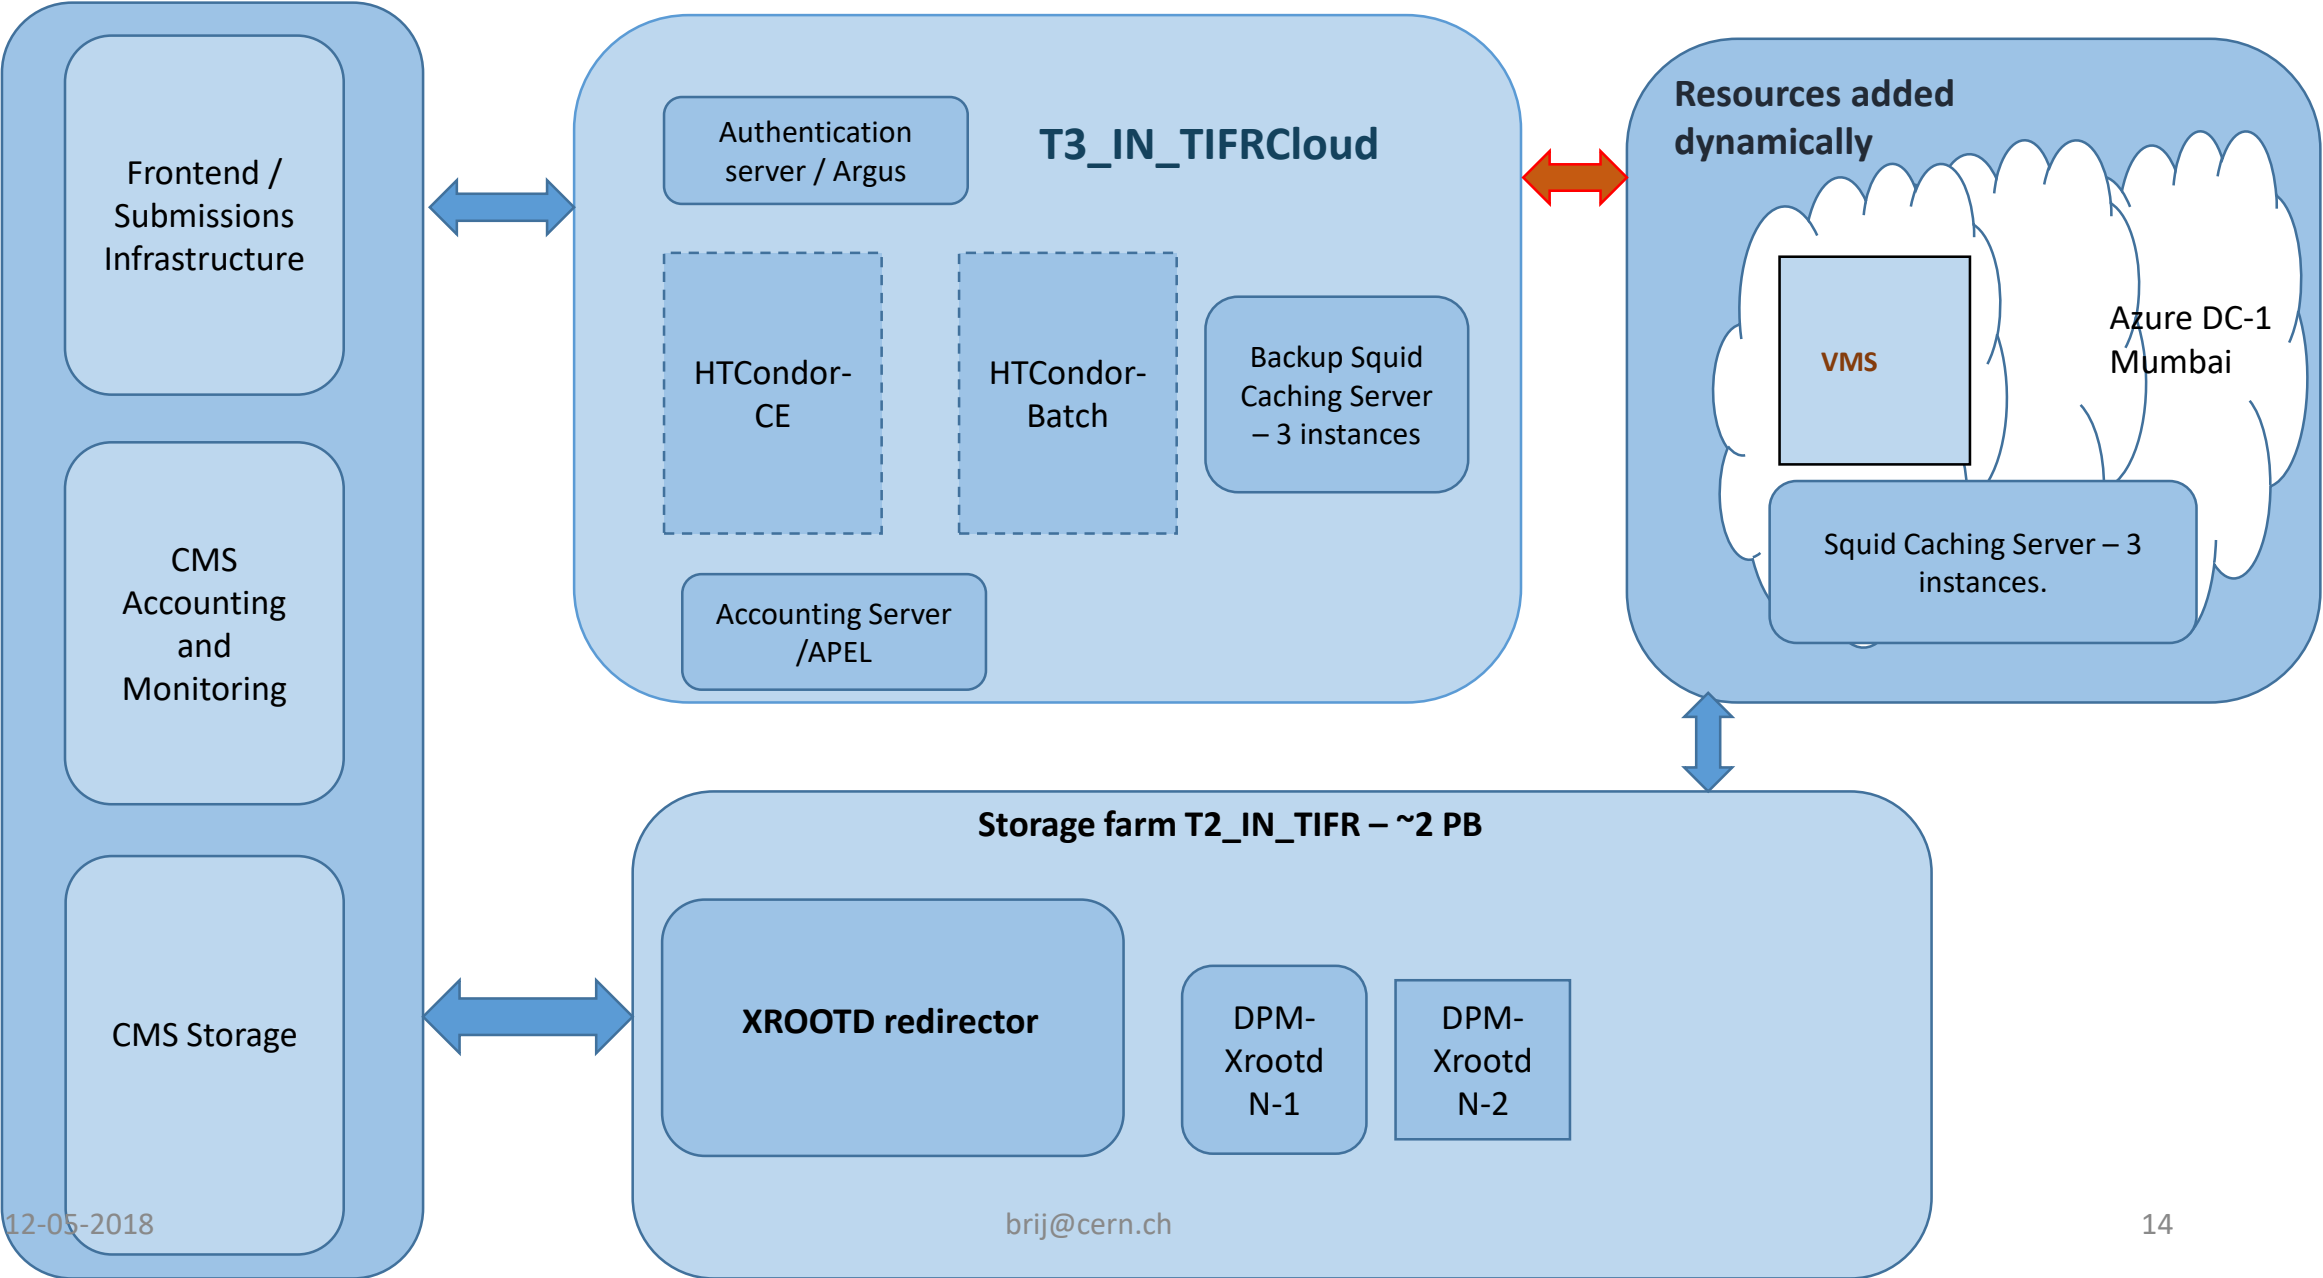 Frontend /
Submissions
Infrastructure
CMS
Accounting
and
Monitoring
CMS Storage
Authentication
server / Argus
T3_IN_TIFRCloud
HTCondor-
CE
HTCondor-
Batch
Backup Squid
Caching Server
– 3 instances
Accounting Server
/APEL
Resources added
dynamically
VMS
Azure DC-1
Mumbai
Squid Caching Server – 3
instances.
Storage farm T2_IN_TIFR – ~2 PB
XROOTD redirector
DPM-
Xrootd
N-1
DPM-
Xrootd
N-2
12-05-2018
brij@cern.ch
14